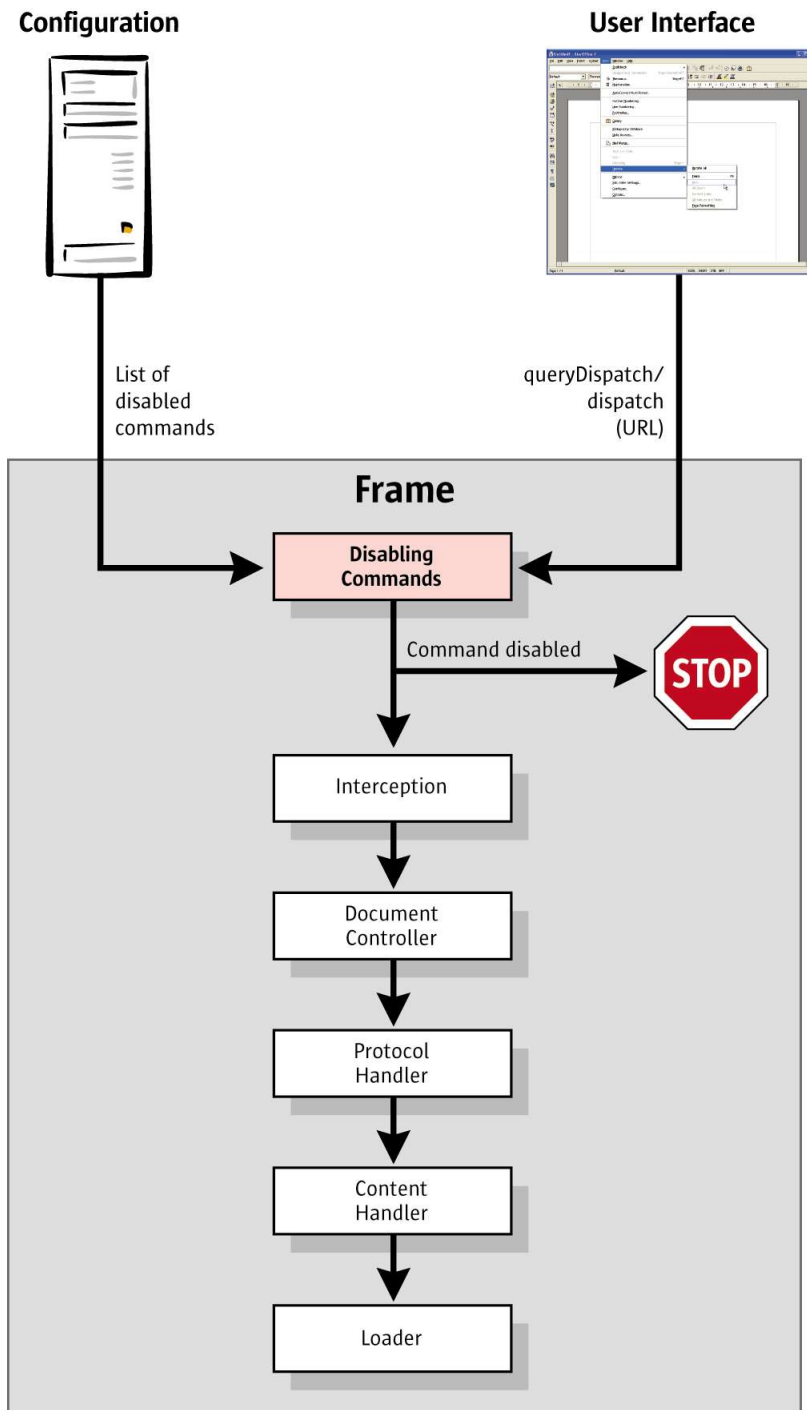 Configuration
User Interface
List of
disabled
commands
queryDispatch/
dispatch
(URL)
Frame
Disabling
Commands
Command disabled
STOP
Interception
Document
Controller
Protocol
Handler
Content
Handler
Loader